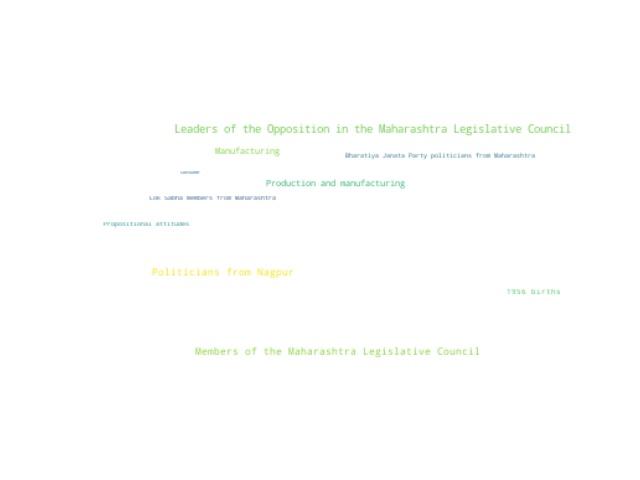 Leaders of the Opposition in the Maharashtra Legislative Council
Manufacturing
Bharatiya Janata Party politicians from Maharashtra
Production and manufacturing
Lok Sabha members from Maharashtra
Propositional attitudes
Politicians from Nagpur
1956 births
Members of the Maharashtra Legislative Council